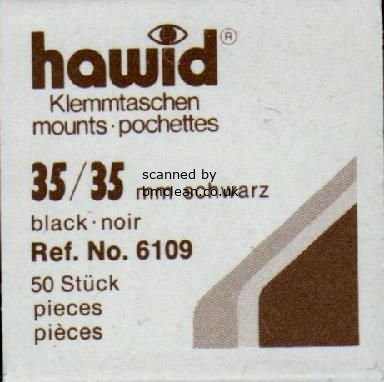 hawid®
Klemmtaschen
mounts·pochettes
35/35 mm schwarz
scanned by
bmclean.co.uk
black·noir
Ref. No. 6109
50 Stück
pieces
pièces